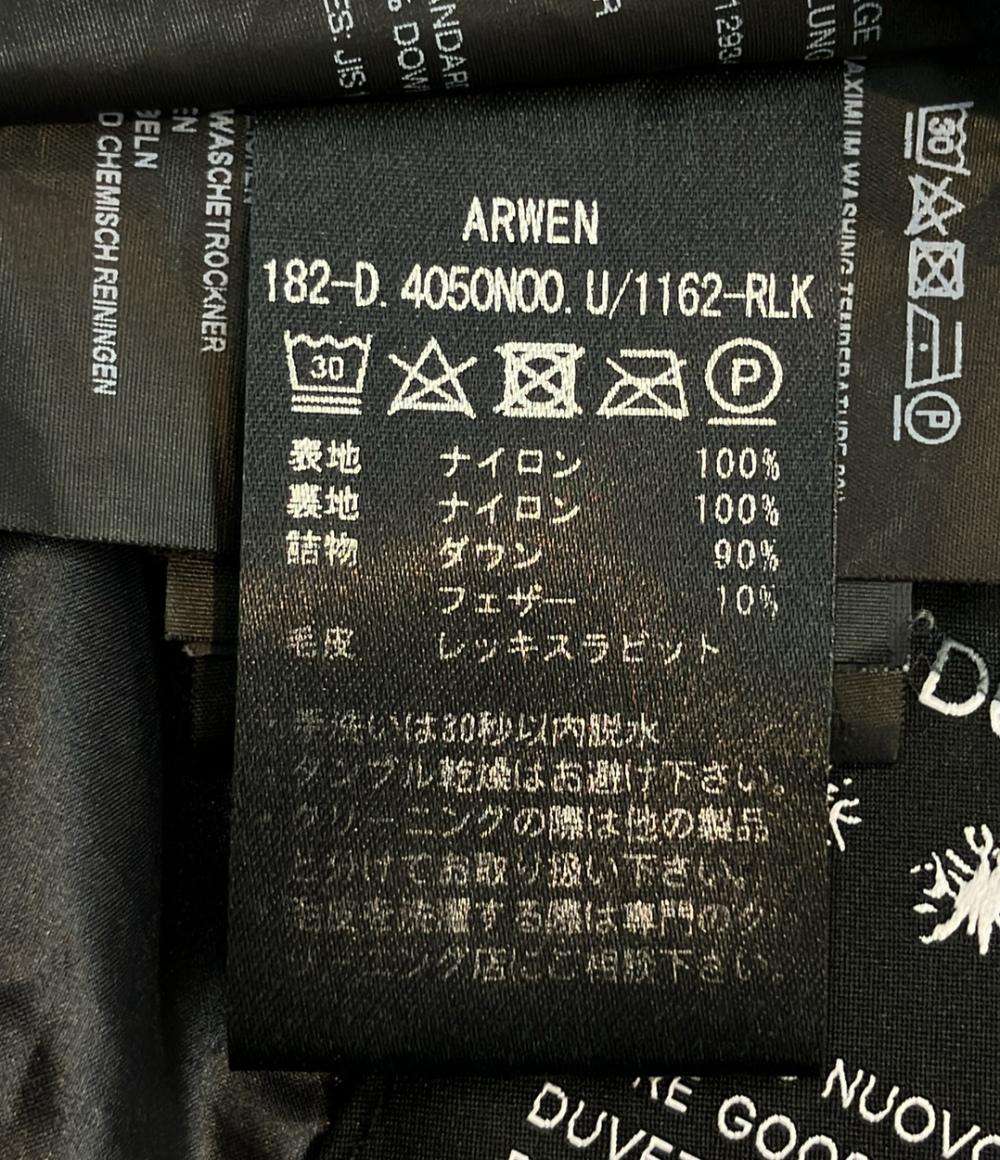 ARWEN
182-D. 4050N00. U/1162-RLK
30
P
表地 ナイロン 100%
裏地 ナイロン 100%
詰物 ダウン 90%
フェザー 10%
毛皮 レッキスラビット
手洗いは30秒以内脱水
タンブル乾燥はお避け下さい。
クリーニングの際は他の製品
と分けてお取り扱い下さい。
毛皮を洗濯する際は専門のク
リーニング店にご相談下さい。
D CHEMISCH REININGEN
WASCHETROCKNER
MAXIMUM WASHING TEMPERATURE
30
P
NUOVO